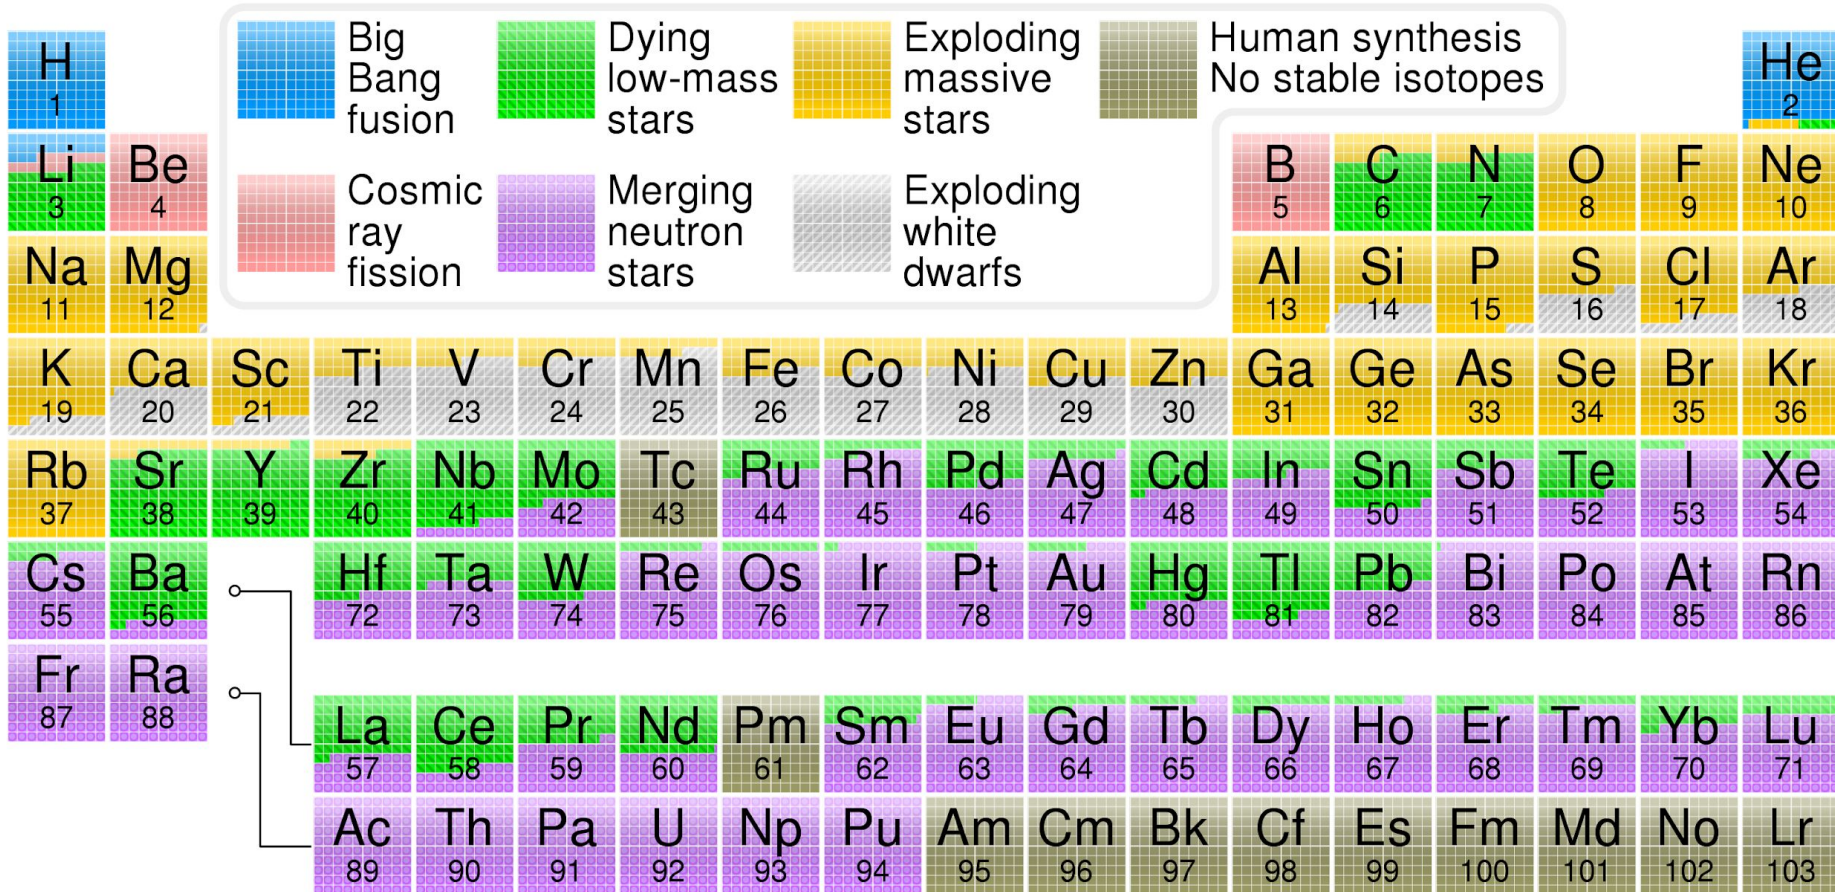 Big
Bang
fusion
Dying
low-mass
stars
Exploding
massive
stars
Human synthesis
No stable isotopes
Cosmic
ray
fission
Merging
neutron
stars
Exploding
white
dwarfs
H He
1 2
Li Be B C N O F Ne
3 4 5 6 7 8 9 10
Na Mg Al Si P S Cl Ar
11 12 13 14 15 16 17 18
K Ca Sc Ti V Cr Mn Fe Co Ni Cu Zn Ga Ge As Se Br Kr
19 20 21 22 23 24 25 26 27 28 29 30 31 32 33 34 35 36
Rb Sr Y Zr Nb Mo Tc Ru Rh Pd Ag Cd In Sn Sb Te I Xe
37 38 39 40 41 42 43 44 45 46 47 48 49 50 51 52 53 54
Cs Ba Hf Ta W Re Os Ir Pt Au Hg Tl Pb Bi Po At Rn
55 56 72 73 74 75 76 77 78 79 80 81 82 83 84 85 86
Fr Ra
87 88
La Ce Pr Nd Pm Sm Eu Gd Tb Dy Ho Er Tm Yb Lu
57 58 59 60 61 62 63 64 65 66 67 68 69 70 71
Ac Th Pa U Np Pu Am Cm Bk Cf Es Fm Md No Lr
89 90 91 92 93 94 95 96 97 98 99 100 101 102 103